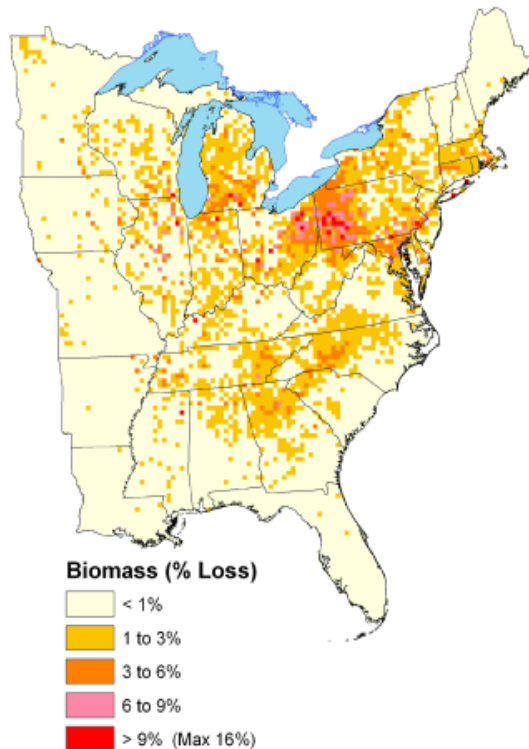 Biomass (% Loss)
< 1%
1 to 3%
3 to 6%
6 to 9%
> 9% (Max 16%)